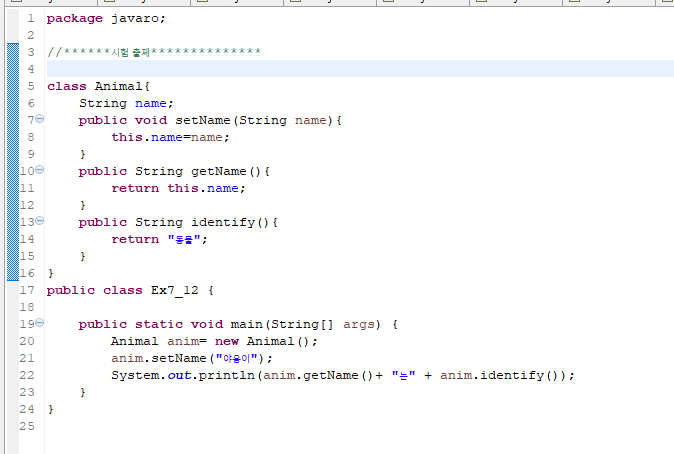 1 package javaro;
2
3 //******시험 출제**************
4
5 class Animal{
6     String name;
7     public void setName(String name){
8         this.name=name;
9     }
10     public String getName(){
11         return this.name;
12     }
13     public String identify(){
14         return "동물";
15     }
16 }
17 public class Ex7_12 {
18
19     public static void main(String[] args) {
20         Animal anim= new Animal();
21         anim.setName("야옹이");
22         System.out.println(anim.getName()+ "는" + anim.identify());
23     }
24 }
25